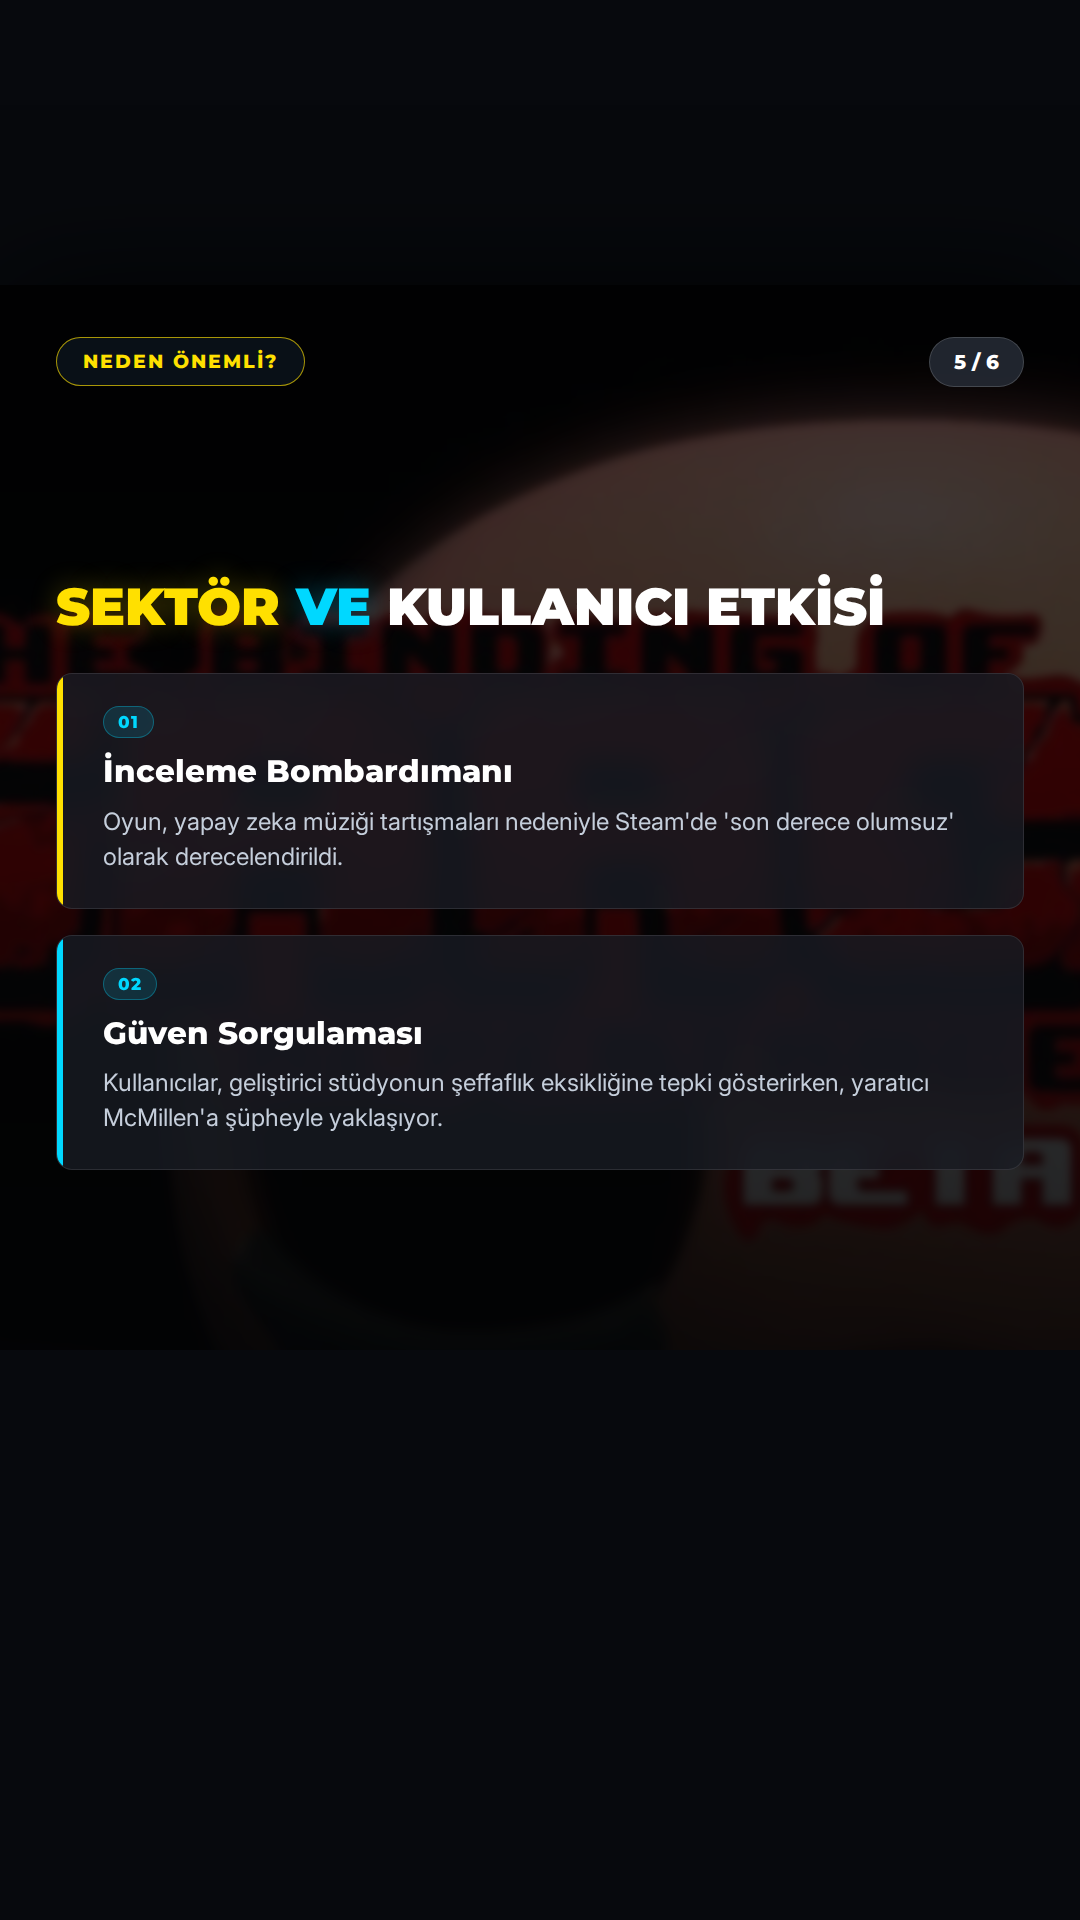 NEDEN ÖNEMLİ?
5 / 6
SEKTÖR VE KULLANICI ETKİSİ
01
İnceleme Bombardımanı
Oyun, yapay zeka müziği tartışmaları nedeniyle Steam'de 'son derece olumsuz'
olarak derecelendirildi.
02
Güven Sorgulaması
Kullanıcılar, geliştirici stüdyonun şeffaflık eksikliğine tepki gösterirken, yaratıcı
McMillen'a şüpheyle yaklaşıyor.
BETA